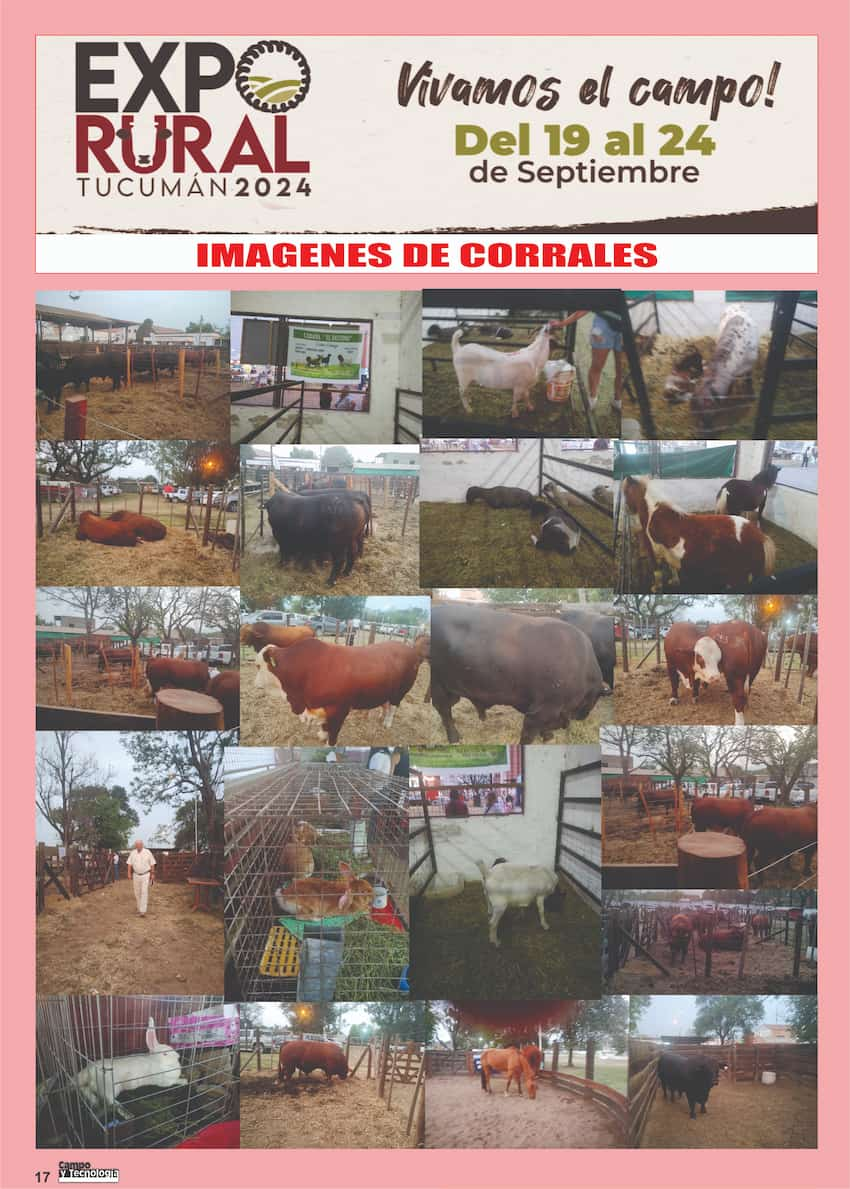 EXPO
RURAL
TUCUMÁN 2024
Vivamos el campo!
Del 19 al 24
de Septiembre
IMAGENES DE CORRALES
17
Campo
y Tecnología